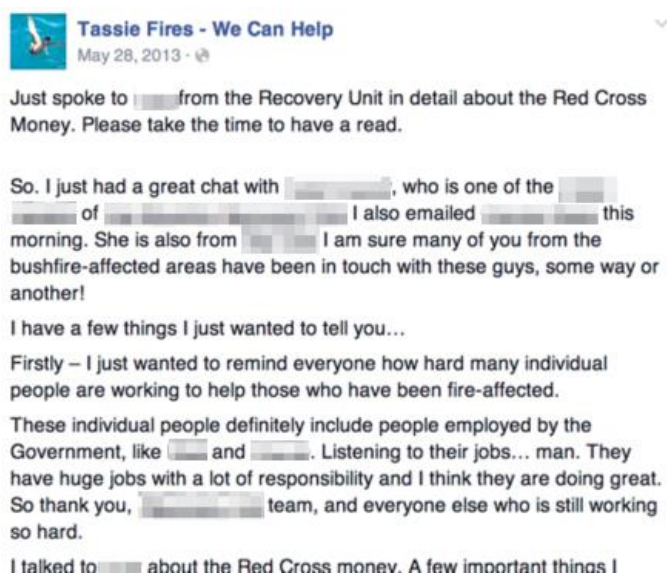 Tassie Fires - We Can Help
May 28, 2013 ·
Just spoke to from the Recovery Unit in detail about the Red Cross
Money. Please take the time to have a read.
So. I just had a great chat with , who is one of the
of I also emailed this
morning. She is also from I am sure many of you from the
bushfire-affected areas have been in touch with these guys, some way or
another!
I have a few things I just wanted to tell you…
Firstly – I just wanted to remind everyone how hard many individual
people are working to help those who have been fire-affected.
These individual people definitely include people employed by the
Government, like and . Listening to their jobs… man. They
have huge jobs with a lot of responsibility and I think they are doing great.
So thank you, team, and everyone else who is still working
so hard.
I talked to about the Red Cross money. A few important things I